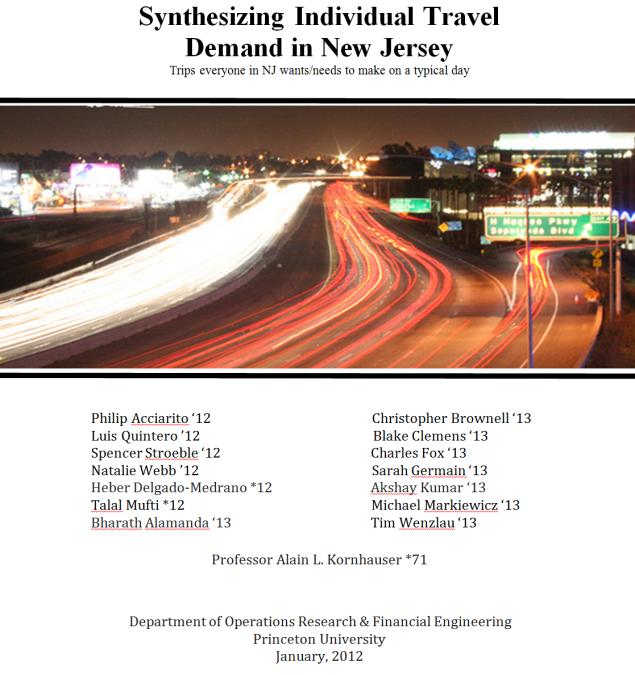 Synthesizing Individual Travel
Demand in New Jersey
Trips everyone in NJ wants/needs to make on a typical day
Sepulveda Blvd
Philip Acciarito ‘12
Luis Quintero ’12
Spencer Stroeble ‘12
Natalie Webb ’12
Heber Delgado-Medrano *12
Talal Mufti *12
Bharath Alamanda ‘13
Christopher Brownell ‘13
Blake Clemens ‘13
Charles Fox ‘13
Sarah Germain ‘13
Akshay Kumar ‘13
Michael Markiewicz ‘13
Tim Wenzlau ‘13
Professor Alain L. Kornhauser *71
Department of Operations Research & Financial Engineering
Princeton University
January, 2012